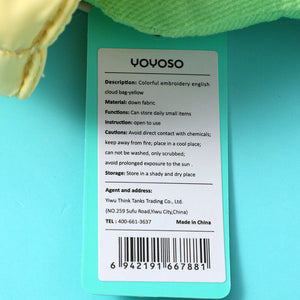 YOYOSO
Description: Colorful embroidery english
cloud bag-yellow
Material: down fabric
Functions: Can store daily small items
Instruction: open to use
Cautions: Avoid direct contact with chemicals;
keep away from fire; place in a cool place;
can not be washed, only scrubbed;
avoid prolonged exposure to the sun .
Storage: Store in a shady and dry place
Agent and address:
Yiwu Think Tanks Trading Co., Ltd.
(NO.259 Sufu Road,Yiwu City,China)
TEL : 400-661-3637 Made in China
6 942191 667881